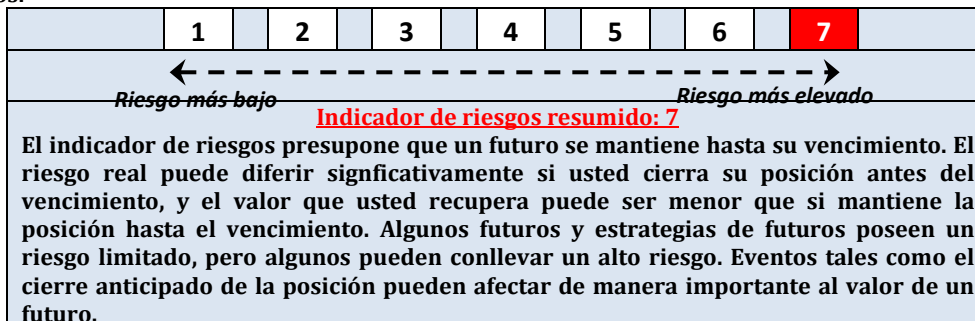 1 2 3 4 5 6 7
Riesgo más bajo Riesgo más elevado
Indicador de riesgos resumido: 7
El indicador de riesgos presupone que un futuro se mantiene hasta su vencimiento. El
riesgo real puede diferir signficativamente si usted cierra su posición antes del
vencimiento, y el valor que usted recupera puede ser menor que si mantiene la
posición hasta el vencimiento. Algunos futuros y estrategias de futuros poseen un
riesgo limitado, pero algunos pueden conllevar un alto riesgo. Eventos tales como el
cierre anticipado de la posición pueden afectar de manera importante al valor de un
futuro.